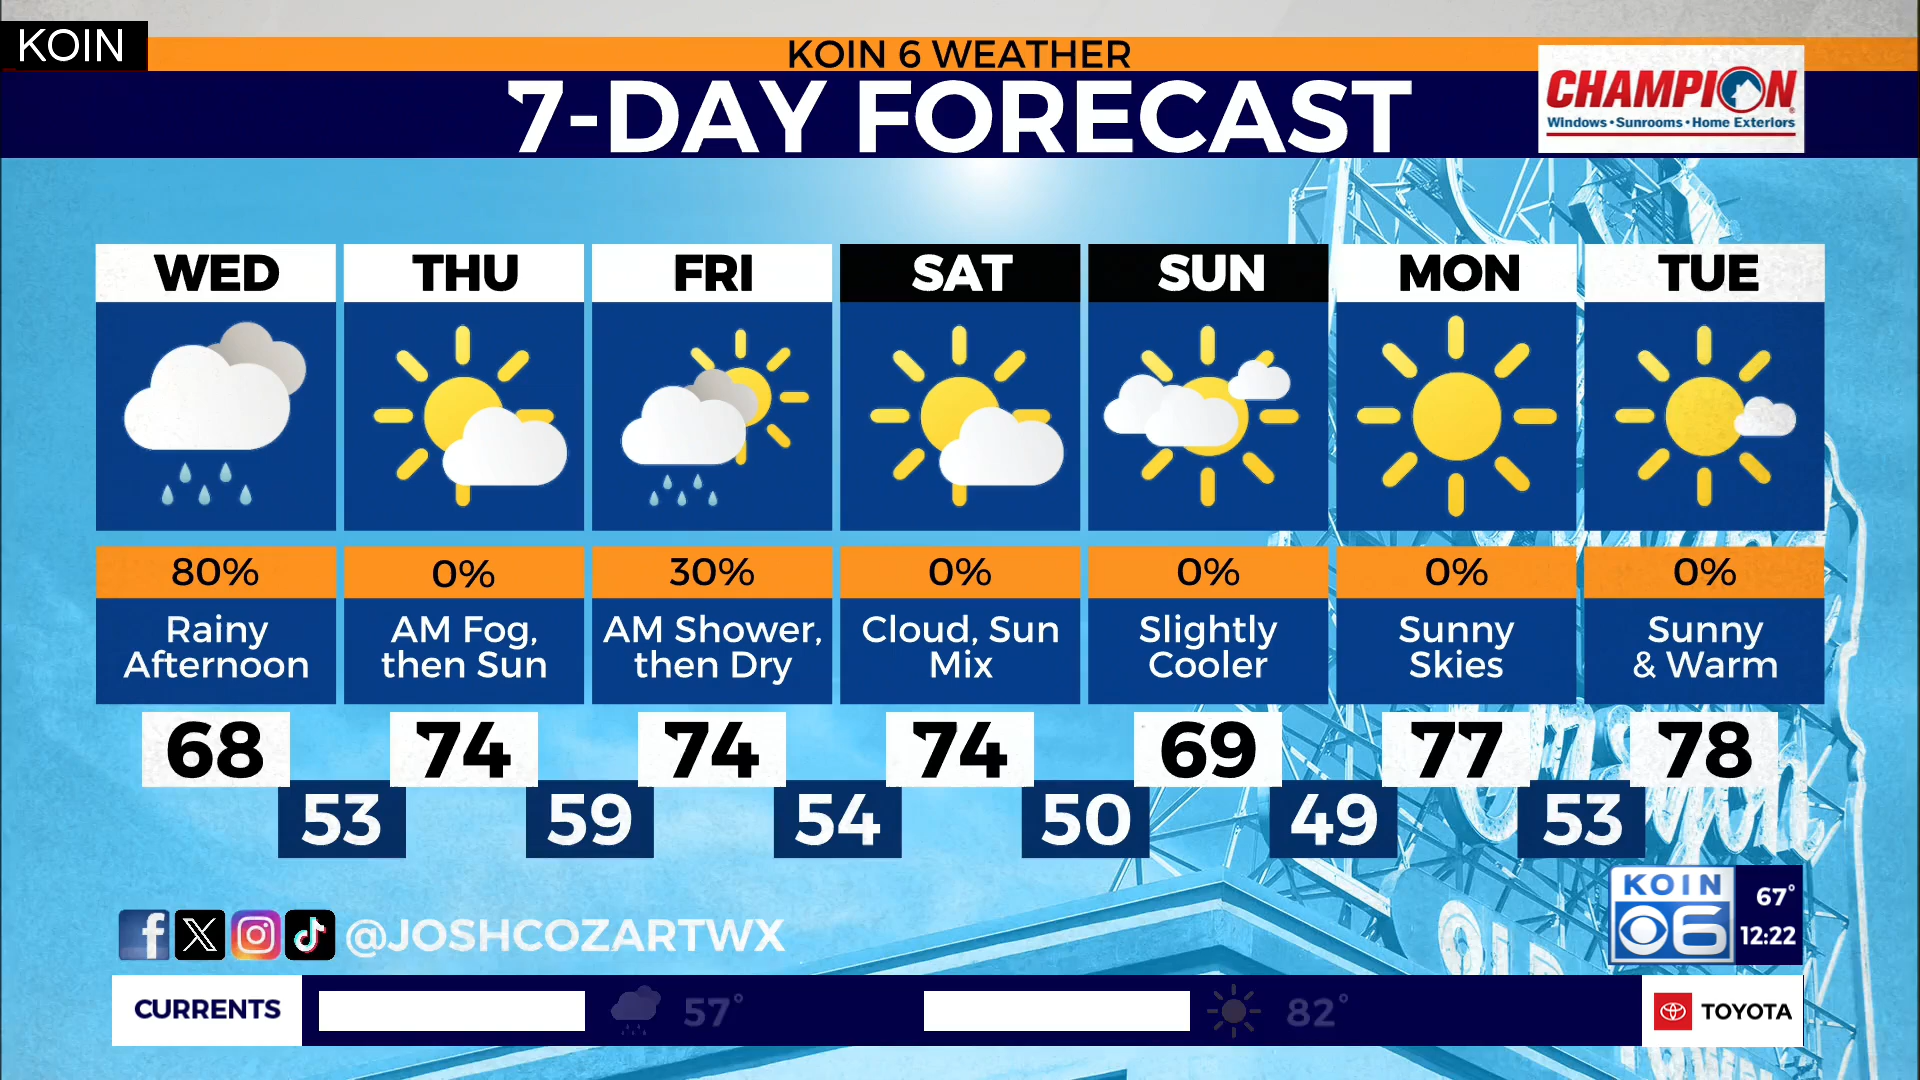 KOIN
KOIN 6 WEATHER
7-DAY FORECAST
CHAMPION
Windows • Sunrooms • Home Exteriors
WED THU FRI SAT SUN MON TUE
80% 0% 30% 0% 0% 0% 0%
Rainy Afternoon
AM Fog, then Sun
AM Shower, then Dry
Cloud, Sun Mix
Slightly Cooler
Sunny Skies
Sunny & Warm
68 74 74 74 69 77 78
53 59 54 50 49 53
@JOSHCOZARTWX
KOIN 6
67°
12:22
CURRENTS
57°
82°
TOYOTA